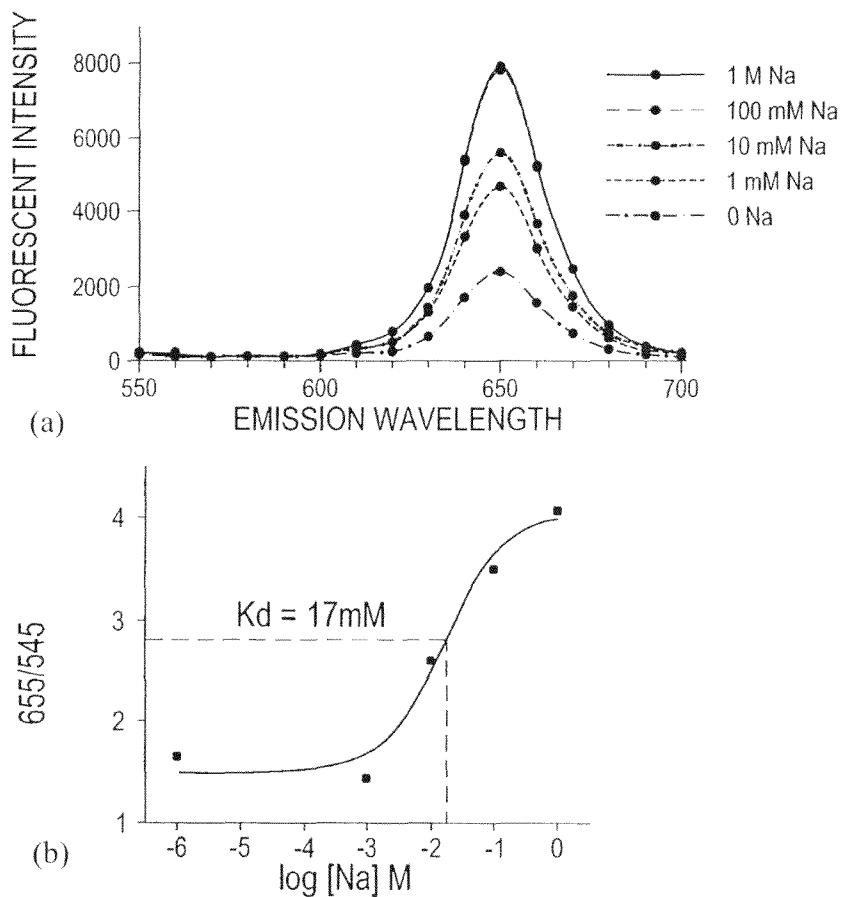 (a)
FLUORESCENT INTENSITY
8000
6000
4000
2000
0
550
600
650
700
EMISSION WAVELENGTH
1 M Na
100 mM Na
10 mM Na
1 mM Na
0 Na
(b)
655/545
4
3
2
1
Kd = 17mM
-6
-5
-4
-3
-2
-1
0
log [Na] M